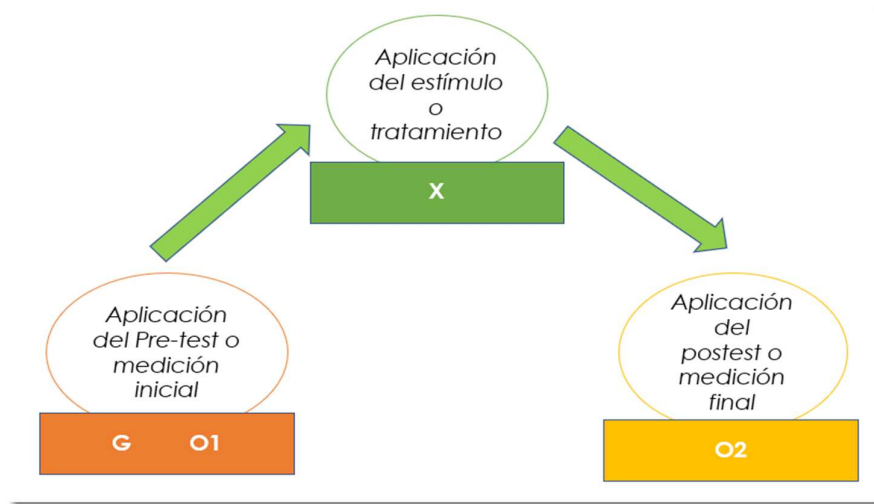 Aplicación
del estímulo
o
tratamiento
X
Aplicación
del Pre-test o
medición
inicial
G O1
Aplicación
del
postest o
medición
final
O2